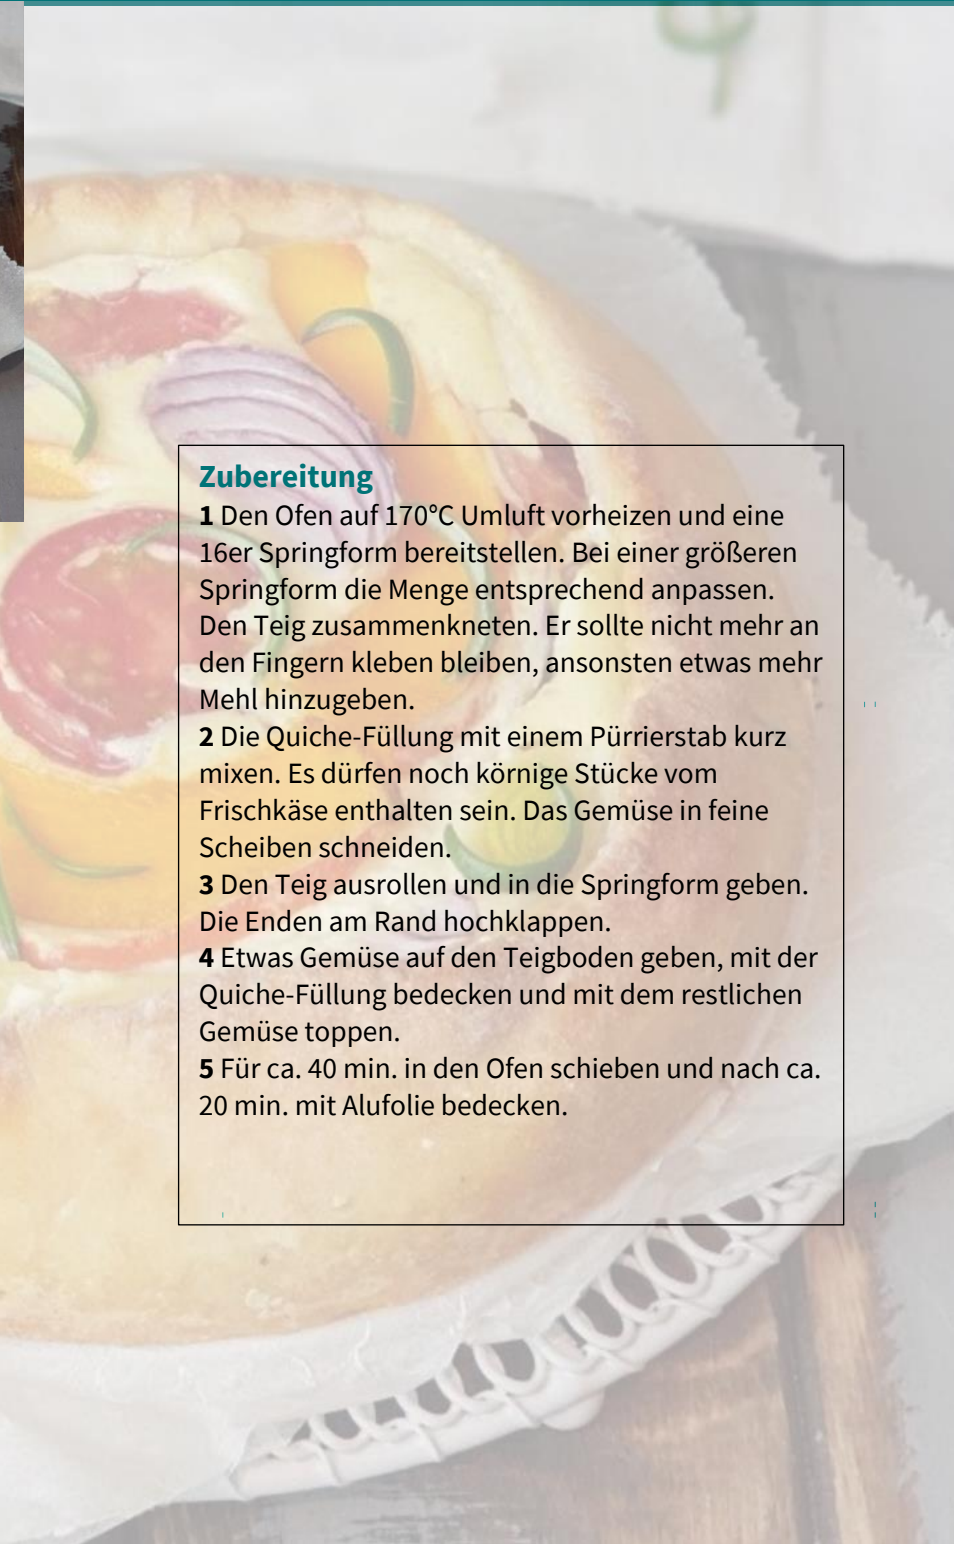 Zubereitung
1 Den Ofen auf 170°C Umluft vorheizen und eine
16er Springform bereitstellen. Bei einer größeren
Springform die Menge entsprechend anpassen.
Den Teig zusammenkneten. Er sollte nicht mehr an
den Fingern kleben bleiben, ansonsten etwas mehr
Mehl hinzugeben.
2 Die Quiche-Füllung mit einem Pürrierstab kurz
mixen. Es dürfen noch körnige Stücke vom
Frischkäse enthalten sein. Das Gemüse in feine
Scheiben schneiden.
3 Den Teig ausrollen und in die Springform geben.
Die Enden am Rand hochklappen.
4 Etwas Gemüse auf den Teigboden geben, mit der
Quiche-Füllung bedecken und mit dem restlichen
Gemüse toppen.
5 Für ca. 40 min. in den Ofen schieben und nach ca.
20 min. mit Alufolie bedecken.